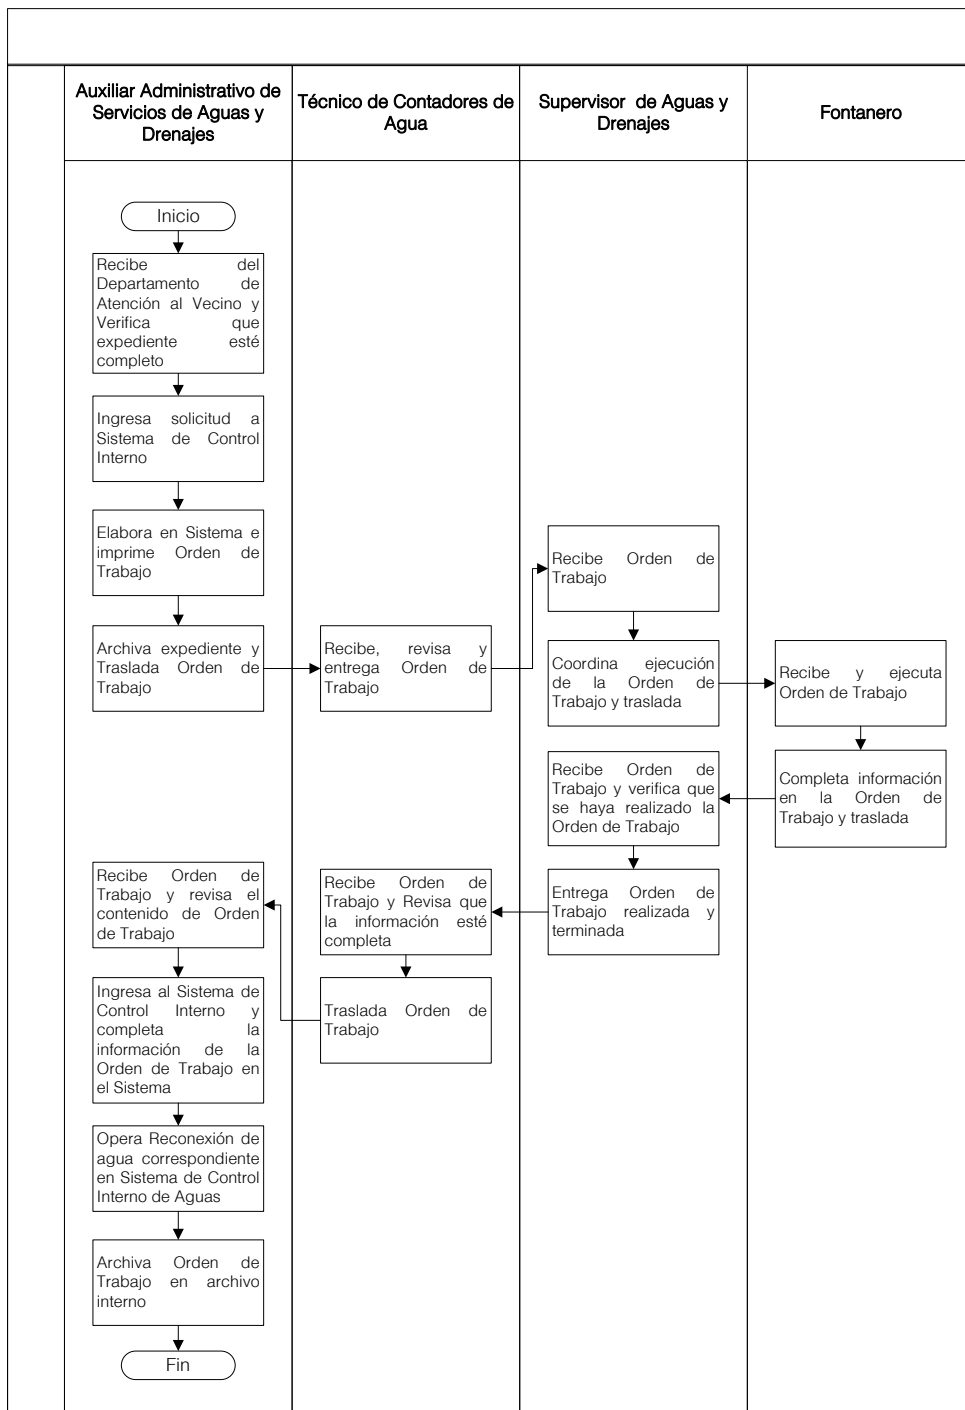 Auxiliar Administrativo de
Servicios de Aguas y
Drenajes
Técnico de Contadores de
Agua
Supervisor de Aguas y
Drenajes
Fontanero
Inicio
Recibe del
Departamento de
Atención al Vecino y
Verifica que
expediente esté
completo
Ingresa solicitud a
Sistema de Control
Interno
Elabora en Sistema e
imprime Orden de
Trabajo
Archiva expediente y
Traslada Orden de
Trabajo
Recibe, revisa y
entrega Orden de
Trabajo
Recibe Orden de
Trabajo
Coordina ejecución
de la Orden de
Trabajo y traslada
Recibe y ejecuta
Orden de Trabajo
Completa información
en la Orden de
Trabajo y traslada
Recibe Orden de
Trabajo y verifica que
se haya realizado la
Orden de Trabajo
Entrega Orden de
Trabajo realizada y
terminada
Recibe Orden de
Trabajo y Revisa que
la información esté
completa
Traslada Orden de
Trabajo
Recibe Orden de
Trabajo y revisa el
contenido de Orden
de Trabajo
Ingresa al Sistema de
Control Interno y
completa la
información de la
Orden de Trabajo en
el Sistema
Opera Reconexión de
agua correspondiente
en Sistema de Control
Interno de Aguas
Archiva Orden de
Trabajo en archivo
interno
Fin